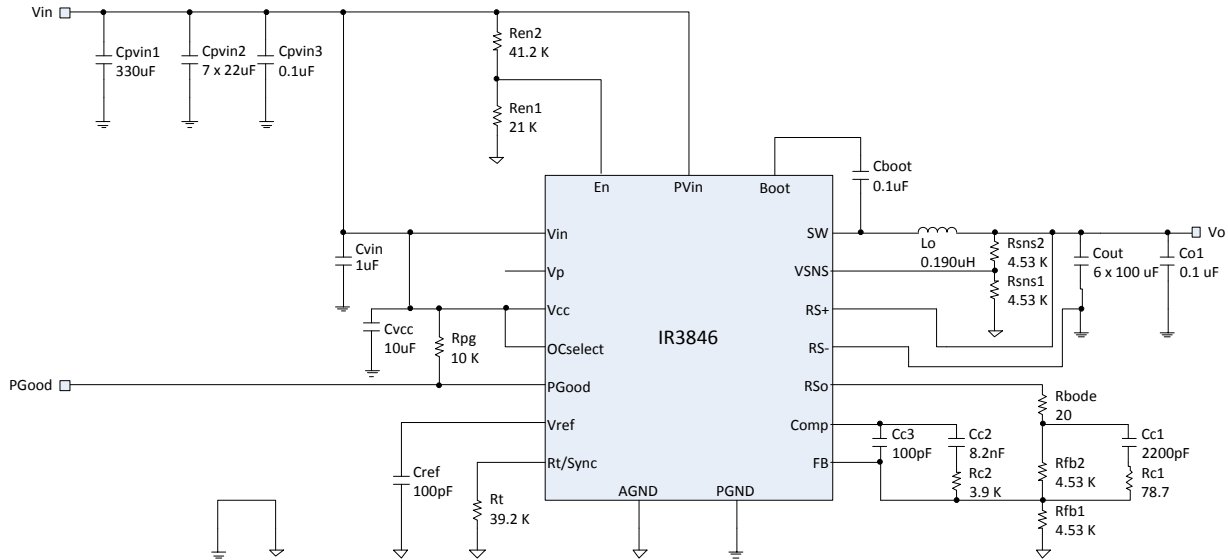 Vin
Cpvin1
330uF
Cpvin2
7 x 22uF
Cpvin3
0.1uF
Ren2
41.2 K
Ren1
21 K
Cboot
0.1uF
En
PVin
Boot
Vin
Vp
Vcc
OCselect
PGood
Vref
Rt/Sync
AGND
PGND
IR3846
SW
VSNS
RS+
RS-
RSo
Comp
FB
Cvin
1uF
Cvcc
10uF
Rpg
10 K
PGood
Cref
100pF
Rt
39.2 K
Lo
0.190uH
Rsns2
4.53 K
Rsns1
4.53 K
Cout
6 x 100 uF
Co1
0.1 uF
Vo
Rbode
20
Cc3
100pF
Cc2
8.2nF
Rc2
3.9 K
Rfb2
4.53 K
Cc1
2200pF
Rc1
78.7
Rfb1
4.53 K